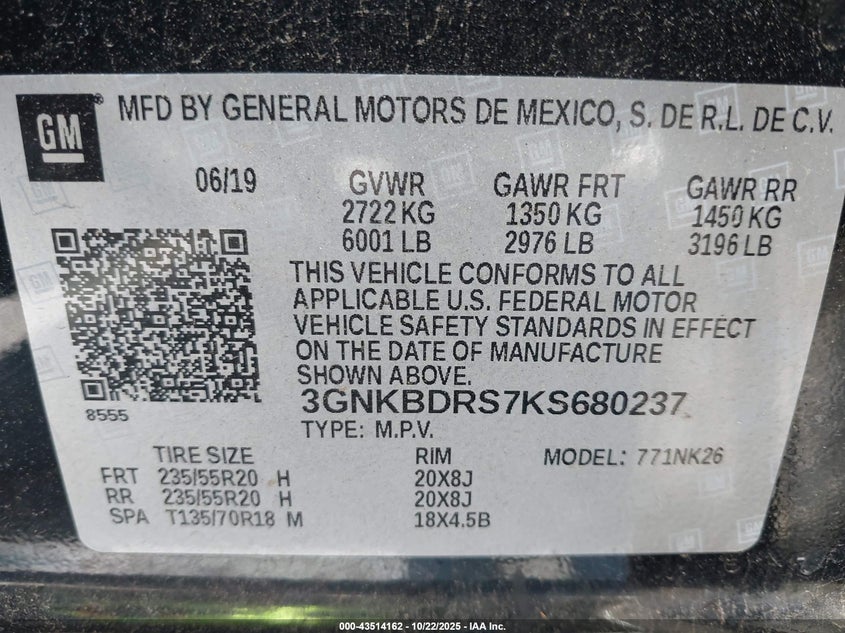 GM
MFD BY GENERAL MOTORS DE MEXICO, S. DE R.L. DE C.V.
06/19 GVWR GAWR FRT GAWR RR
2722 KG 1350 KG 1450 KG
6001 LB 2976 LB 3196 LB
THIS VEHICLE CONFORMS TO ALL
APPLICABLE U.S. FEDERAL MOTOR
VEHICLE SAFETY STANDARDS IN EFFECT
ON THE DATE OF MANUFACTURE
SHOWN ABOVE.
8555
3GNKBDRS7KS680237
TYPE: M.P.V.
TIRE SIZE RIM MODEL: 771NK26
FRT 235/55R20 H 20X8J
RR 235/55R20 H 20X8J
SPA T135/70R18 M 18X4.5B
000-43514162 - 10/22/2025 - IAA Inc.